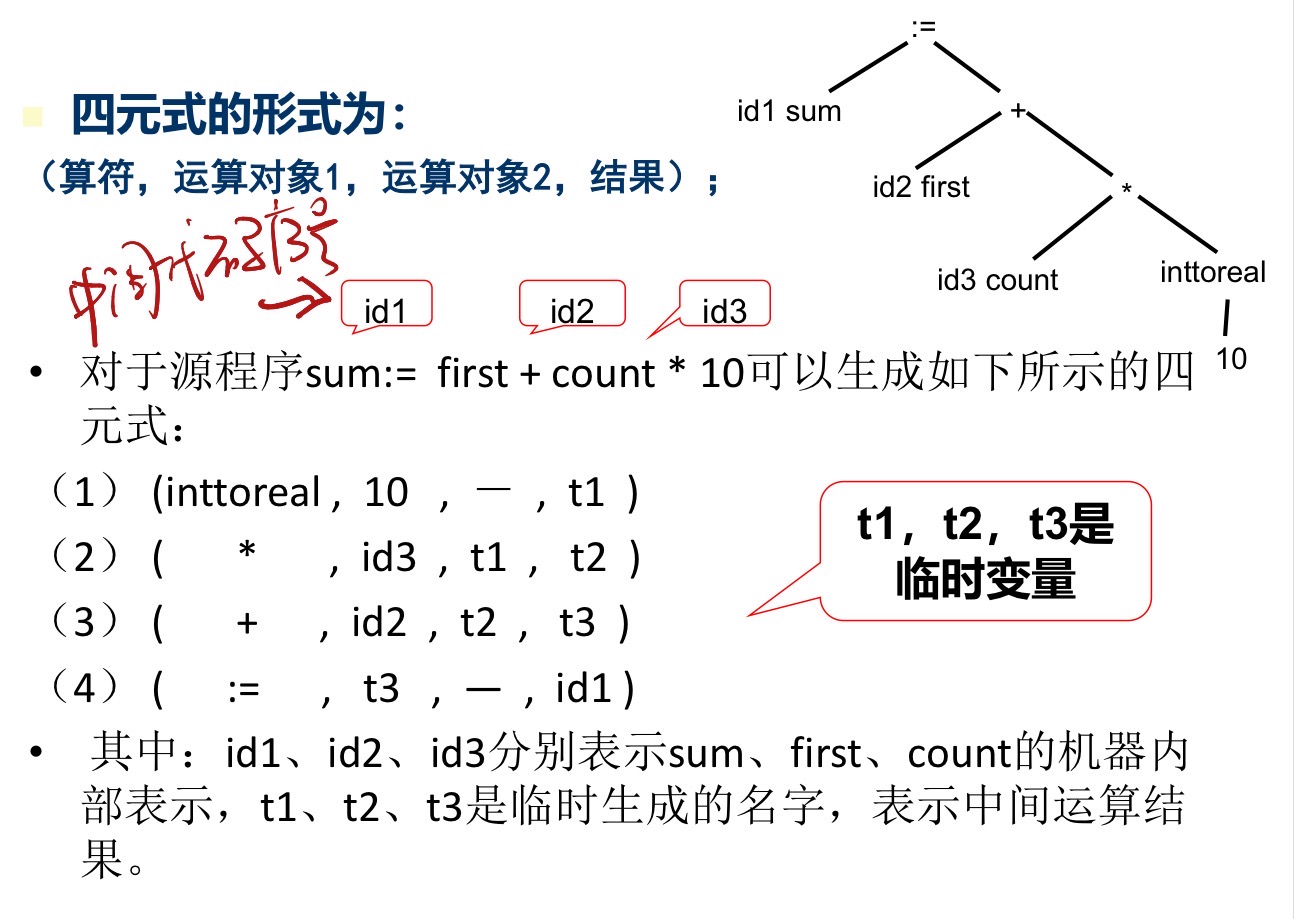 :=
id1 sum
+
id2 first
*
id3 count
inttoreal
10
四元式的形式为：
（算符，运算对象1，运算对象2，结果）；
中间代码
id1
id2
id3
• 对于源程序sum:= first + count * 10可以生成如下所示的四
元式：
（1） (inttoreal , 10 , — , t1 )
（2） ( * , id3 , t1 , t2 )
（3） ( + , id2 , t2 , t3 )
（4） ( := , t3 , — , id1 )
t1，t2，t3是
临时变量
• 其中：id1、id2、id3分别表示sum、first、count的机器内
部表示，t1、t2、t3是临时生成的名字，表示中间运算结
果。